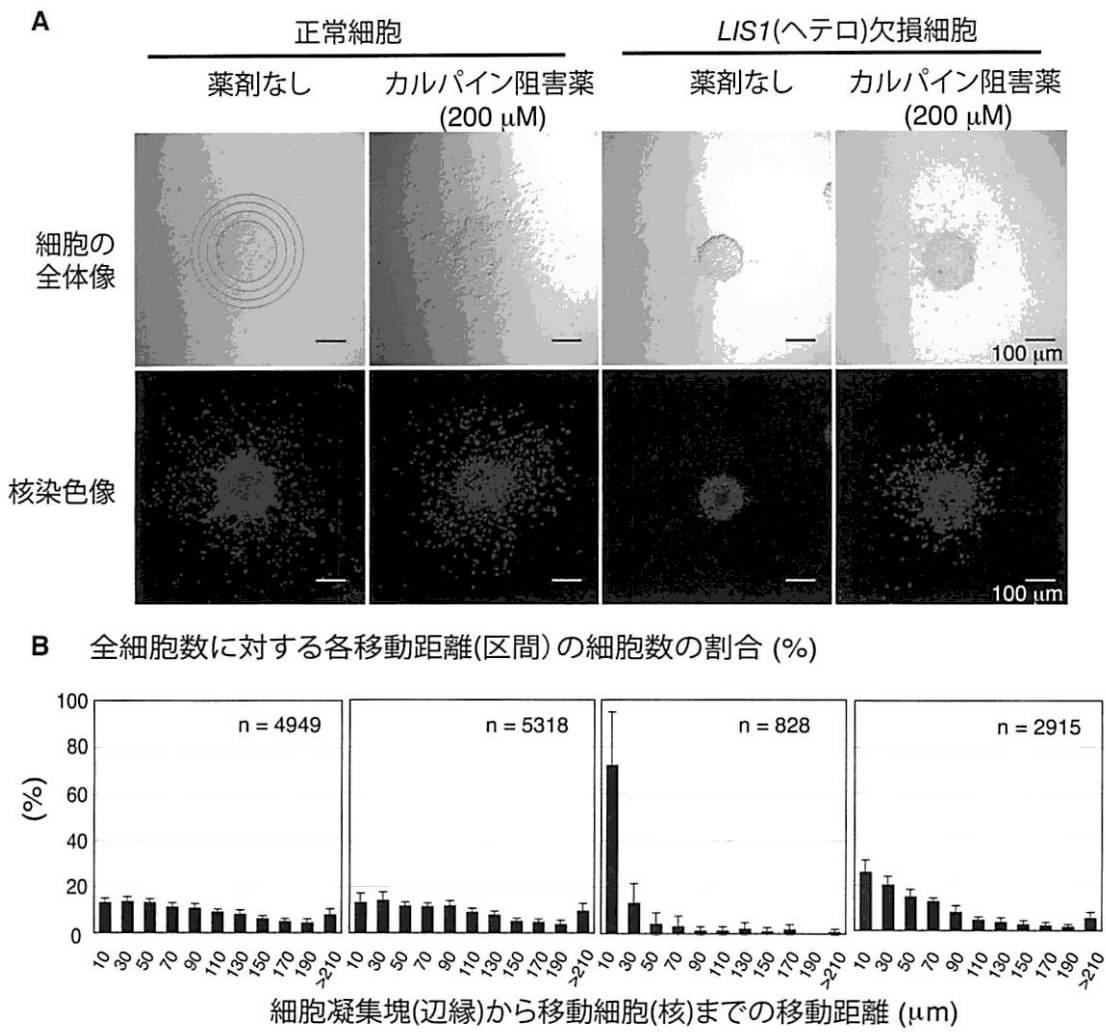 A
正常細胞
LIS1(ヘテロ)欠損細胞
薬剤なし
カルパイン阻害薬
(200 μM)
薬剤なし
カルパイン阻害薬
(200 μM)
細胞の
全体像
100 μm
核染色像
100 μm
B 全細胞数に対する各移動距離(区間)の細胞数の割合 (%)
(%)
100
80
60
40
20
0
n = 4949
n = 5318
n = 828
n = 2915
10 30 50 70 90 110 130 150 170 190 >210
10 30 50 70 90 110 130 150 170 190 >210
10 30 50 70 90 110 130 150 170 190 >210
10 30 50 70 90 110 130 150 170 190 >210
細胞凝集塊(辺縁)から移動細胞(核)までの移動距離 (μm)